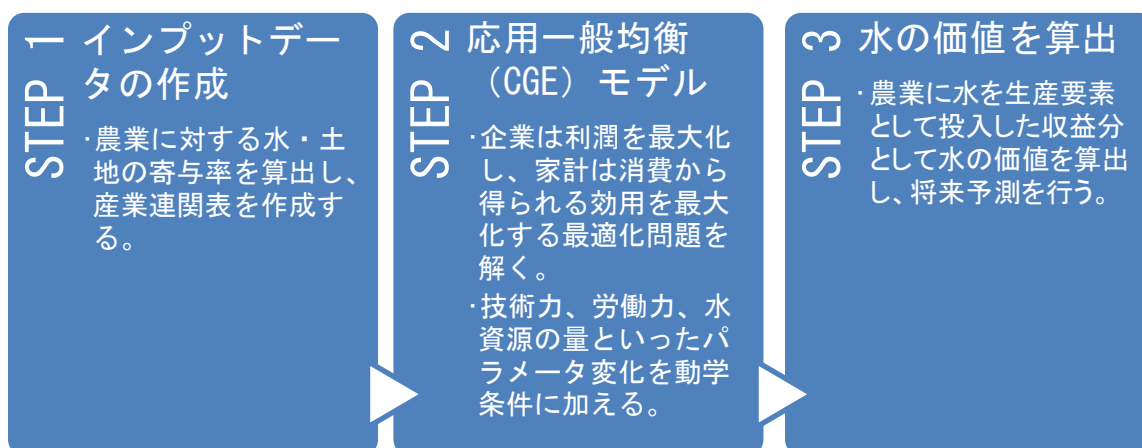 STEP 1
インプットデー
タの作成
・農業に対する水・土
地の寄与率を算出し、
産業連関表を作成す
る。
STEP 2
応用一般均衡
（CGE）モデル
・企業は利潤を最大化
し、家計は消費から
得られる効用を最大
化する最適化問題を
解く。
・技術力、労働力、水
資源の量といったパ
ラメータ変化を動学
条件に加える。
STEP 3
水の価値を算出
・農業に水を生産要素
として投入した収益分
として水の価値を算出
し、将来予測を行う。